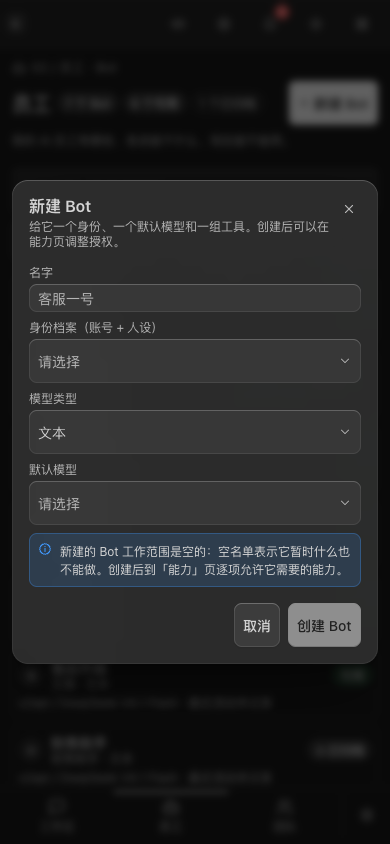 新建 Bot
给它一个身份、一个默认模型和一组工具。创建后可以在
能力页调整授权。
名字
客服一号
身份档案（账号 + 人设）
请选择
模型类型
文本
默认模型
请选择
新建的 Bot 工作范围是空的：空名单表示它暂时什么也
不能做。创建后到「能力」页逐项允许它需要的能力。
取消
创建 Bot